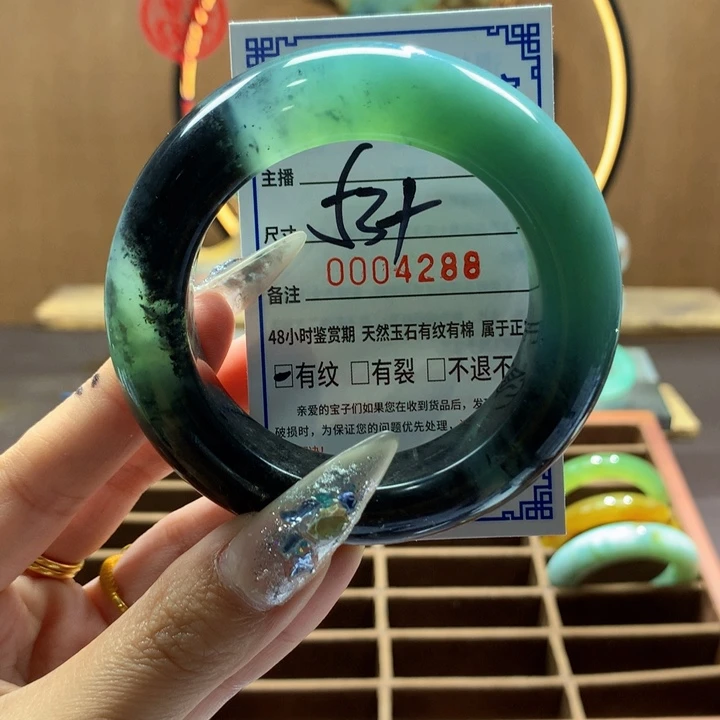 主播
尺寸 53+
0004288
备注
48小时鉴赏期 天然玉石有纹有棉 属于正
有纹 □有裂 □不退不
亲爱的宝子们如果您在收到货品后，发
破损时，为保证您的问题优先处理，